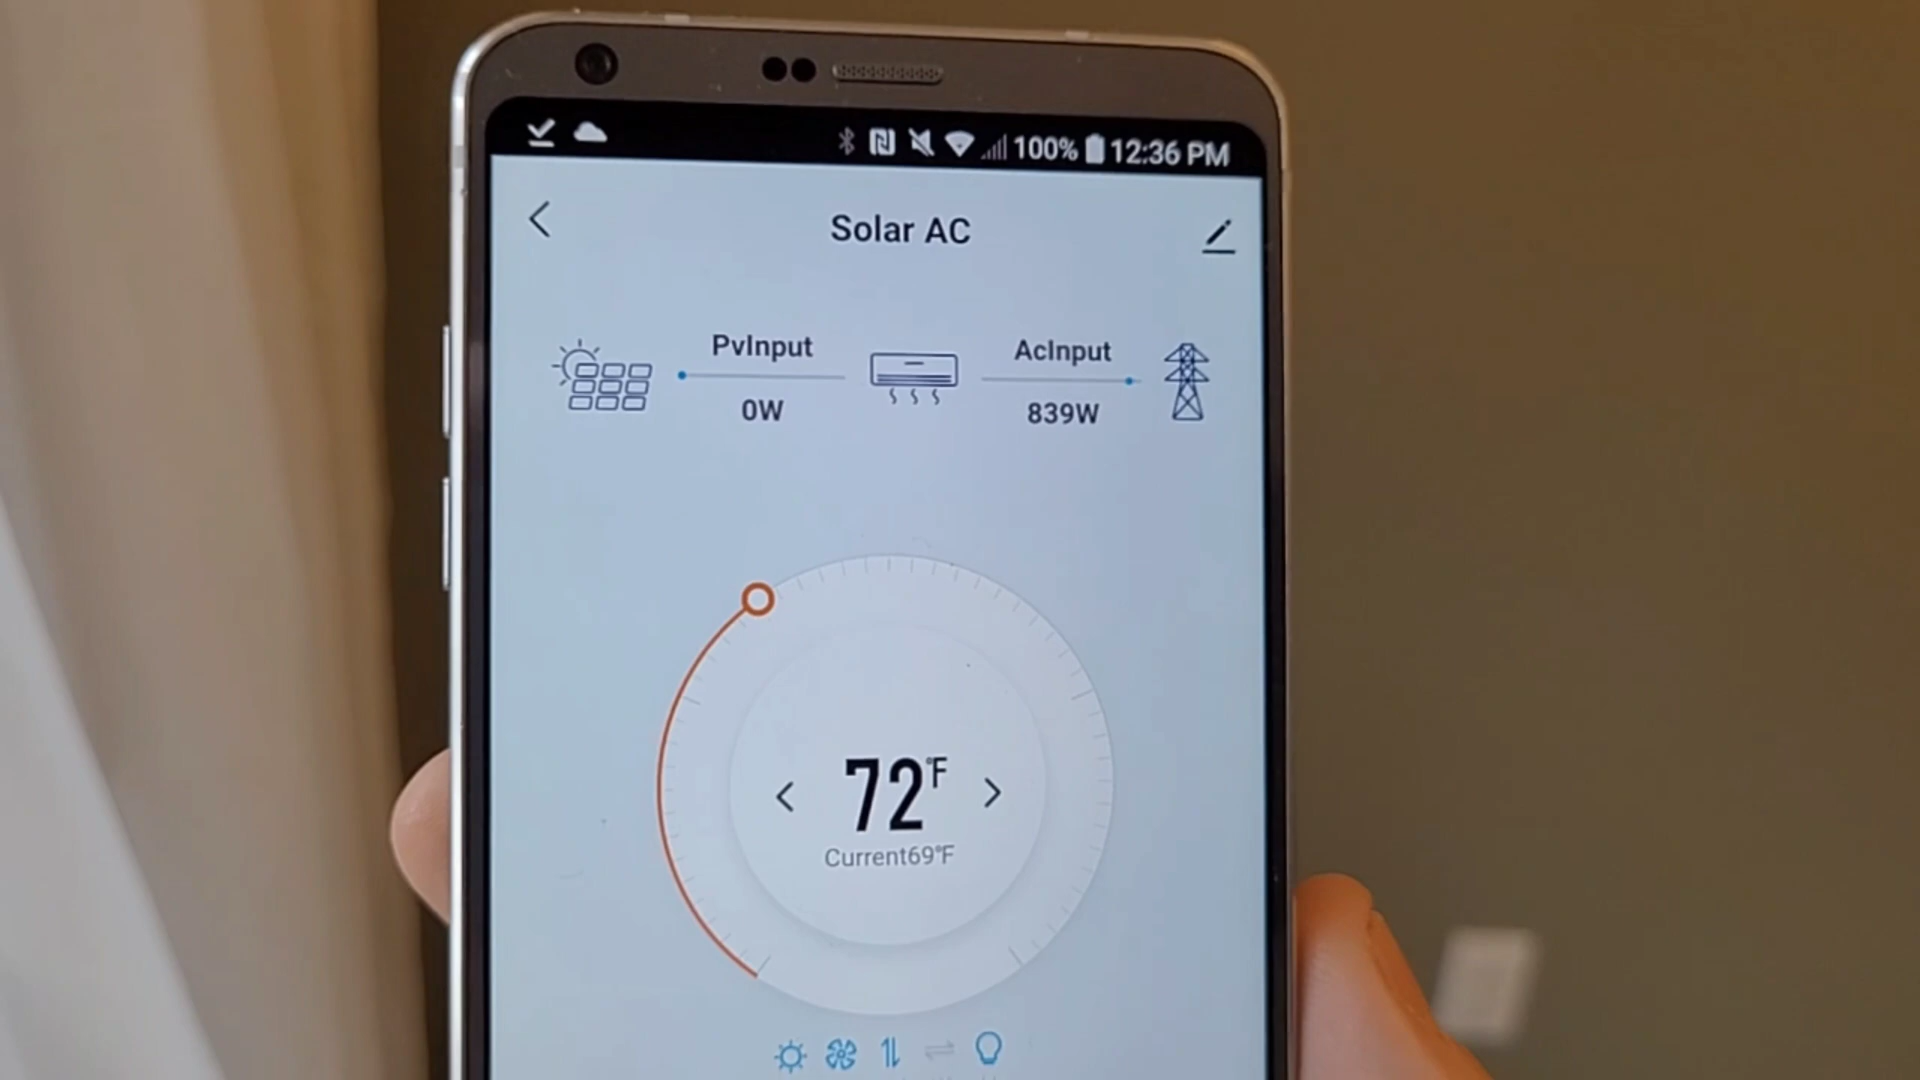 100% 12:36 PM
Solar AC
PvInput
0W
AcInput
839W
72°F
Current69°F